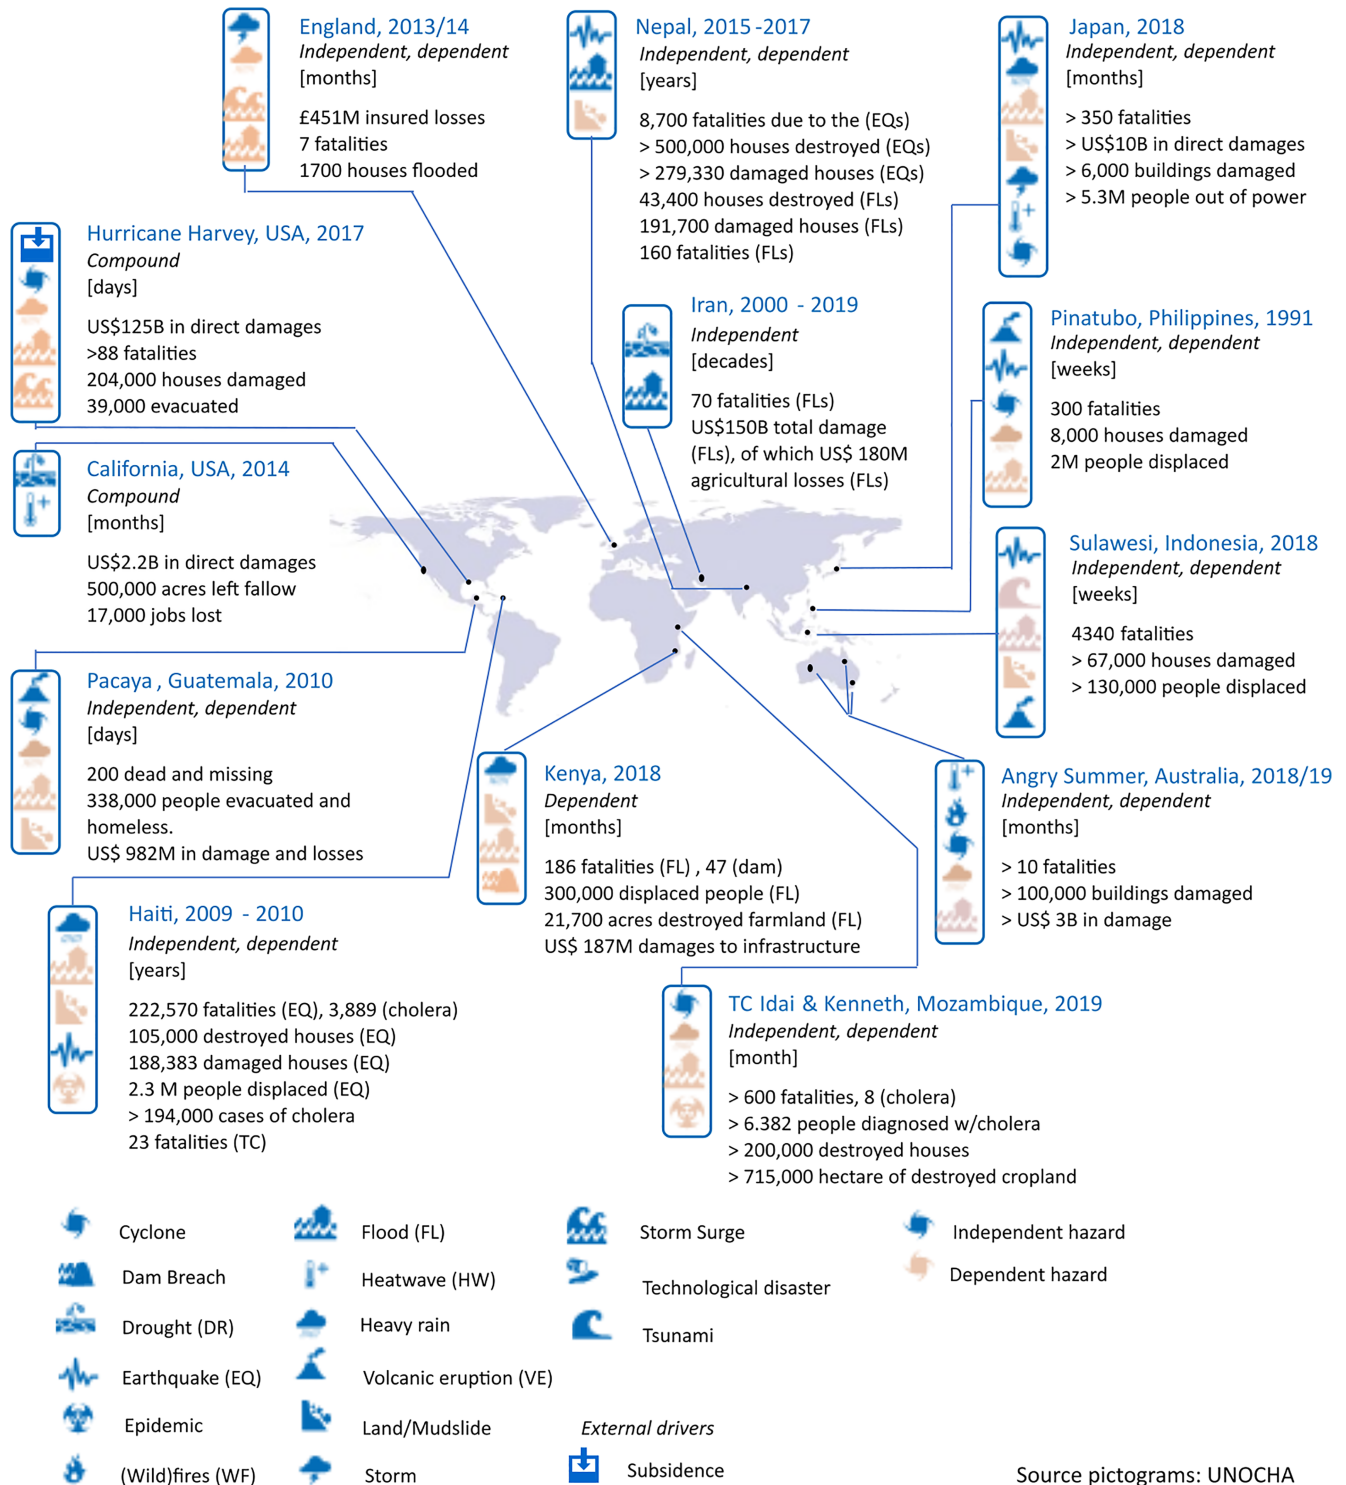 England, 2013/14
Independent, dependent
[months]
£451M insured losses
7 fatalities
1700 houses flooded
Nepal, 2015-2017
Independent, dependent
[years]
8,700 fatalities due to the (EQs)
> 500,000 houses destroyed (EQs)
> 279,330 damaged houses (EQs)
43,400 houses destroyed (FLs)
191,700 damaged houses (FLs)
160 fatalities (FLs)
Japan, 2018
Independent, dependent
[months]
> 350 fatalities
> US$10B in direct damages
> 6,000 buildings damaged
> 5.3M people out of power
Hurricane Harvey, USA, 2017
Compound
[days]
US$125B in direct damages
>88 fatalities
204,000 houses damaged
39,000 evacuated
Iran, 2000 - 2019
Independent
[decades]
70 fatalities (FLs)
US$150B total damage
(FLs), of which US$ 180M
agricultural losses (FLs)
Pinatubo, Philippines, 1991
Independent, dependent
[weeks]
300 fatalities
8,000 houses damaged
2M people displaced
California, USA, 2014
Compound
[months]
US$2.2B in direct damages
500,000 acres left fallow
17,000 jobs lost
Sulawesi, Indonesia, 2018
Independent, dependent
[weeks]
4340 fatalities
> 67,000 houses damaged
> 130,000 people displaced
Pacaya , Guatemala, 2010
Independent, dependent
[days]
200 dead and missing
338,000 people evacuated and
homeless.
US$ 982M in damage and losses
Kenya, 2018
Dependent
[months]
186 fatalities (FL) , 47 (dam)
300,000 displaced people (FL)
21,700 acres destroyed farmland (FL)
US$ 187M damages to infrastructure
Angry Summer, Australia, 2018/19
Independent, dependent
[months]
> 10 fatalities
> 100,000 buildings damaged
> US$ 3B in damage
Haiti, 2009 - 2010
Independent, dependent
[years]
222,570 fatalities (EQ), 3,889 (cholera)
105,000 destroyed houses (EQ)
188,383 damaged houses (EQ)
2.3 M people displaced (EQ)
> 194,000 cases of cholera
23 fatalities (TC)
TC Idai & Kenneth, Mozambique, 2019
Independent, dependent
[month]
> 600 fatalities, 8 (cholera)
> 6.382 people diagnosed w/cholera
> 200,000 destroyed houses
> 715,000 hectare of destroyed cropland
Cyclone
Dam Breach
Drought (DR)
Earthquake (EQ)
Epidemic
(Wild)fires (WF)
Flood (FL)
Heatwave (HW)
Heavy rain
Volcanic eruption (VE)
Land/Mudslide
Storm
Storm Surge
Technological disaster
Tsunami
External drivers
Subsidence
Independent hazard
Dependent hazard
Source pictograms: UNOCHA